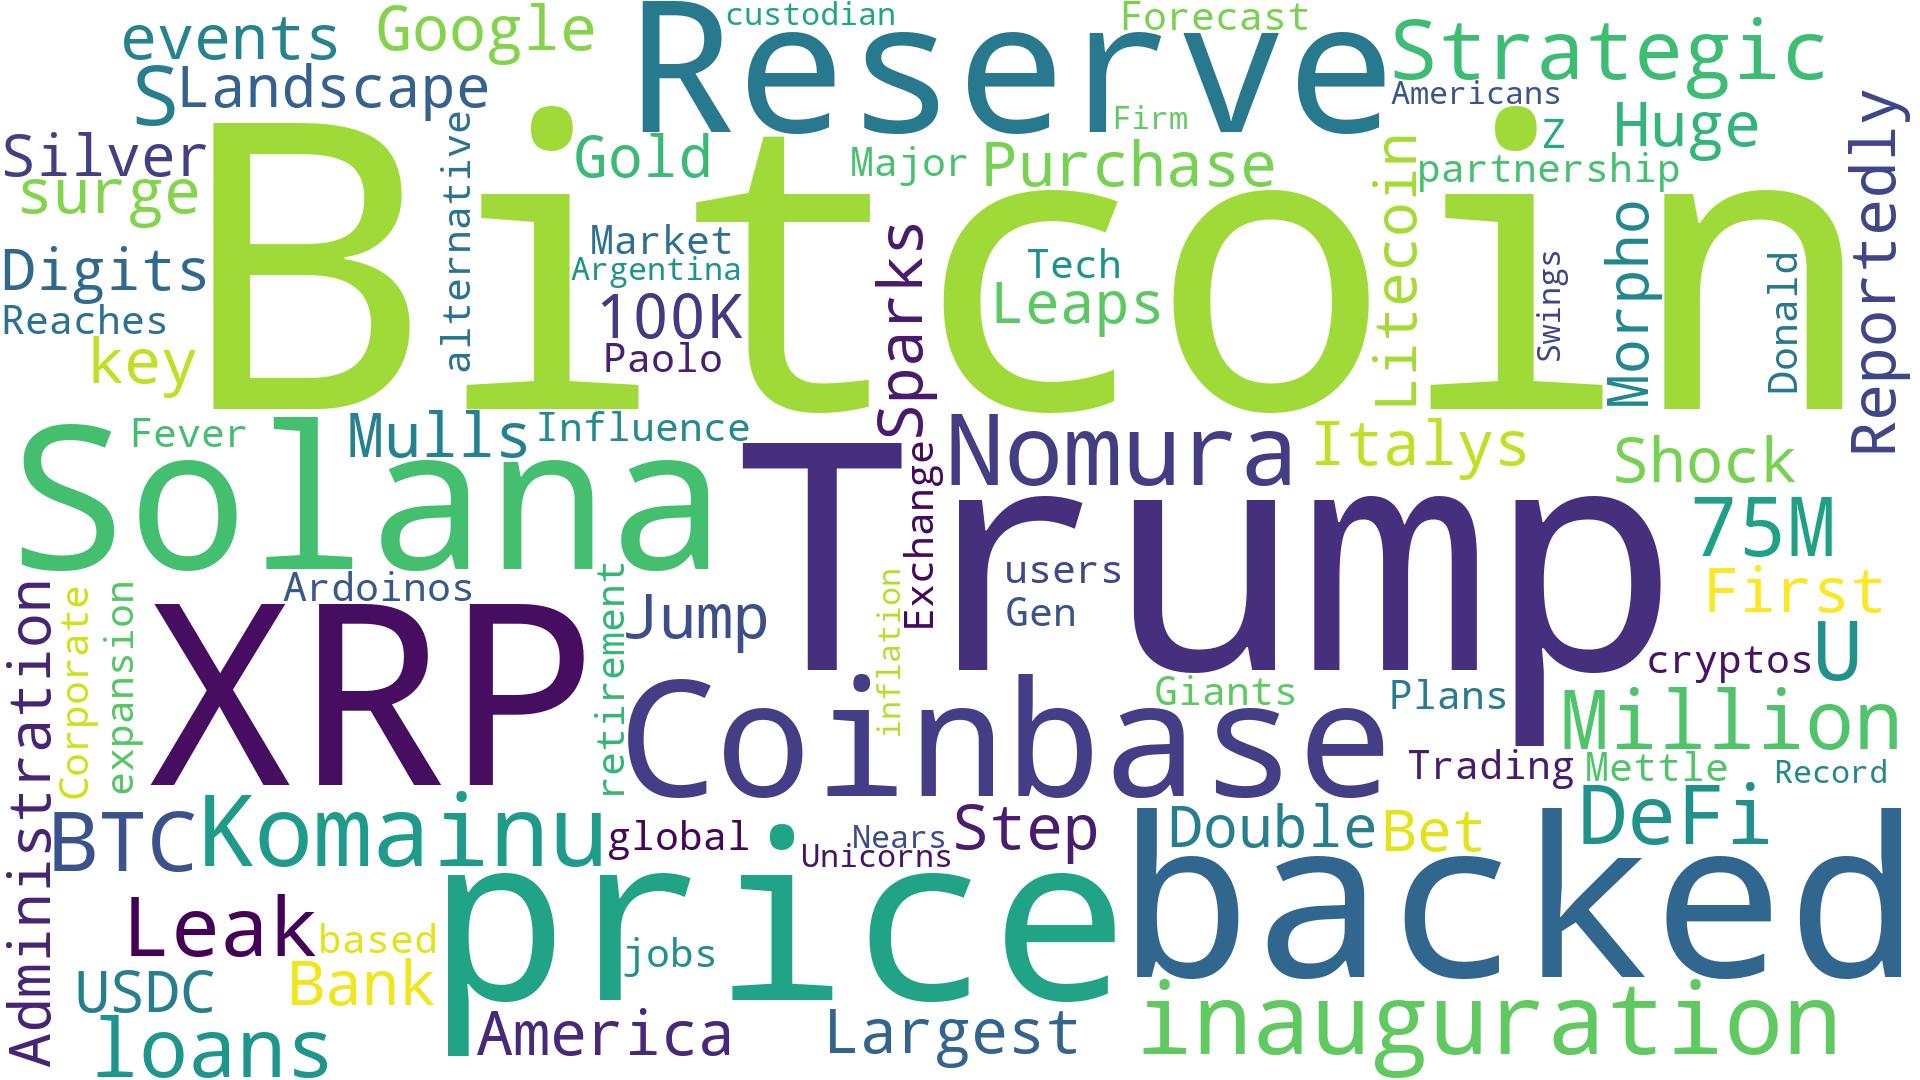 custodian
Forecast
Reserve
Google
events
Strategic
S
Landscape
Americans
Huge
Firm
Z
Silver
Gold
Major
Purchase
partnership
surge
Bitcoin
alternative
Litecoin
Reportedly
Morpho
Sparks
Market
Digits
Argentina
Tech
Swings
Donald
100K
Leaps
Reaches
Paolo
key
Fever
Mulls
Influence
Nomura
Italys
Shock
Solana
Trump
Exchange
75M
Ardoinos
retirement
inflation
users
First
Administration
Corporate
expansion
XRP
Jump
Gen
cryptos
U
Coinbase
Giants
Plans
Million
Trading
Mettle
Record
BTC
Komainu
global
Nears
Unicorns
Step
Double
Bet
DeFi
Leak
based
price
backed
jobs
USDC
Bank
loans
America
Largest
inauguration